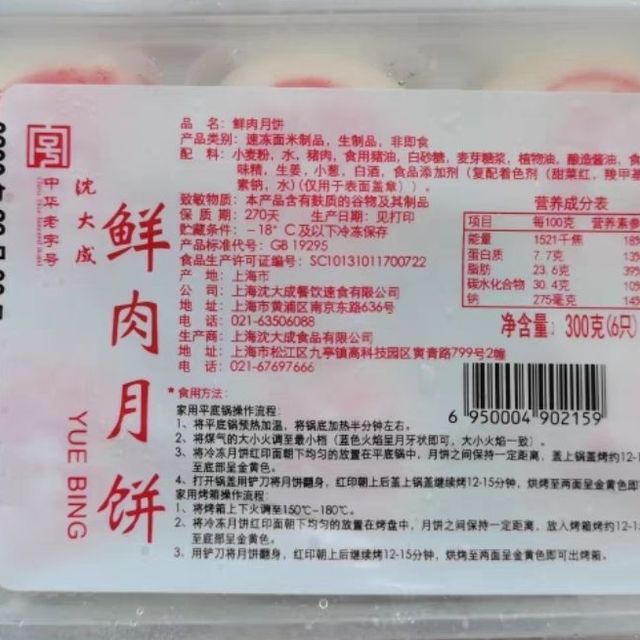 中华老字号
China Time-honored Brand
沈大成
鲜肉月饼
YUE BING
品 名：鲜肉月饼
产品类别：速冻面米制品，生制品，非即食
配 料：小麦粉，水，猪肉，食用猪油，白砂糖，麦芽糖浆，植物油，酿造酱油，食
味精，生姜，小葱，白酒，食品添加剂（复配着色剂（甜菜红，羧甲基
素钠，水）（仅用于表面盖章））。
致敏物质：本产品含有麸质的谷物及其制品
保 质 期：270天 生产日期：见打印
贮藏条件：－18°C及以下冷冻保存
产品标准代号：GB 19295
食品生产许可证编号：SC10131011700722
产 地：上海市
公 司：上海沈大成餐饮速食有限公司
地 址：上海市黄浦区南京东路636号
电 话：021-63506088
生产商：上海沈大成食品有限公司
地 址：上海市松江区九亭镇高科技园区寅青路799号2幢
电 话：021-67697666
营养成分表
项目 每100克 营养素参
能量 1521千焦 18%
蛋白质 7.7克 13%
脂肪 23.6克 39%
碳水化合物 30.4克 10%
钠 275毫克 14%
净含量：300克(6只)
6 950004 902159
*食用方法：
家用平底锅操作流程：
1、将平底锅预热加温，将锅底加热半分钟左右。
2、将煤气的大小火调至最小档（蓝色火焰呈月牙状即可，大小火焰一致）。
3、将冷冻月饼红印面朝下均匀的放置在平底锅中，月饼之间保持一定距离，盖上锅盖烤约12-1
至底部呈金黄色。
4、打开锅盖用铲刀将月饼翻身，红印朝上后盖上锅盖继续烤12-15分钟，烘烤至两面呈金黄色即可
家用烤箱操作流程：
1、将烤箱上下火调至150℃-180℃。
2、将冷冻月饼红印面朝下均匀的放置在烤盘中，月饼之间保持一定距离，放入烤箱烤约12-15
至底部呈金黄色。
3、用铲刀将月饼翻身，红印朝上后继续烤12-15分钟，烘烤至两面呈金黄色即可出烤箱。